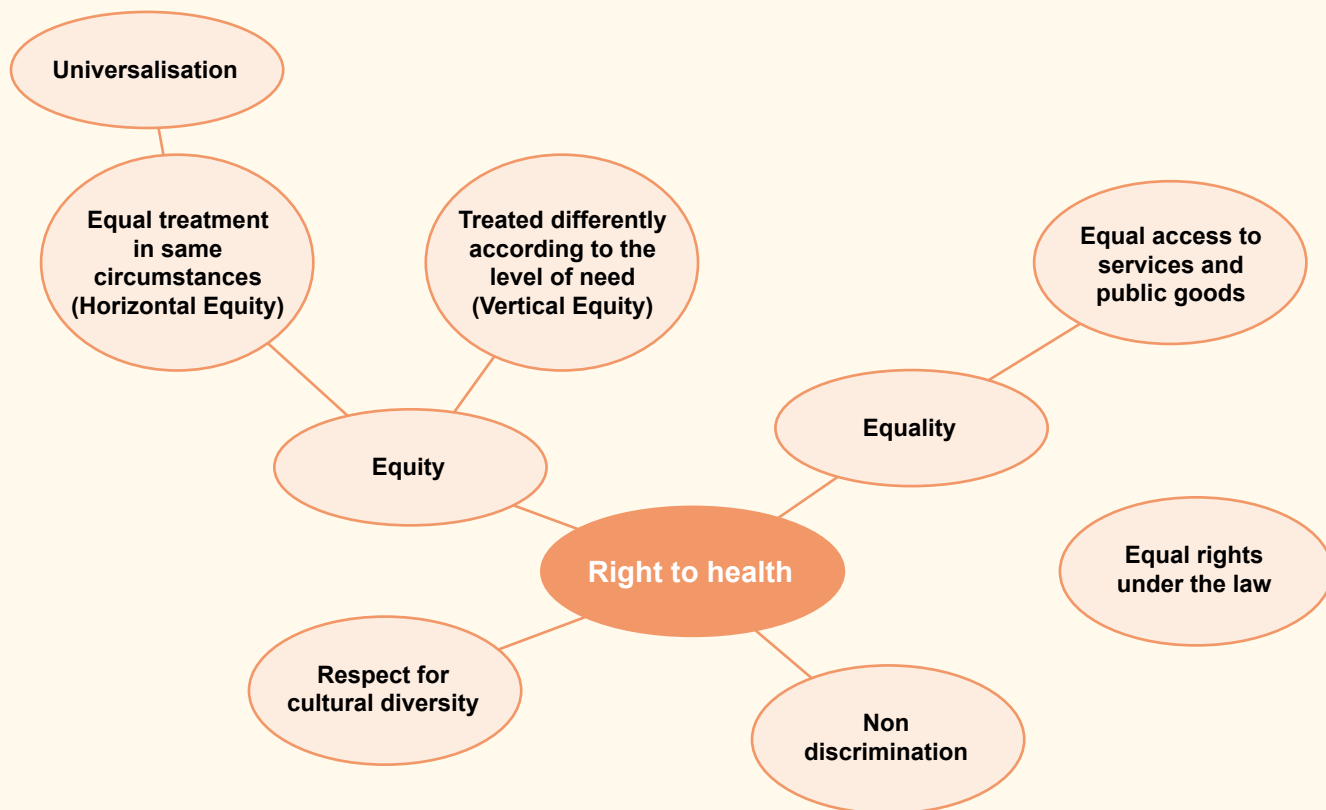 Universalisation
Equal treatment
in same
circumstances
(Horizontal Equity)
Treated differently
according to the
level of need
(Vertical Equity)
Equal access to
services and
public goods
Equality
Equity
Right to health
Equal rights
under the law
Respect for
cultural diversity
Non
discrimination